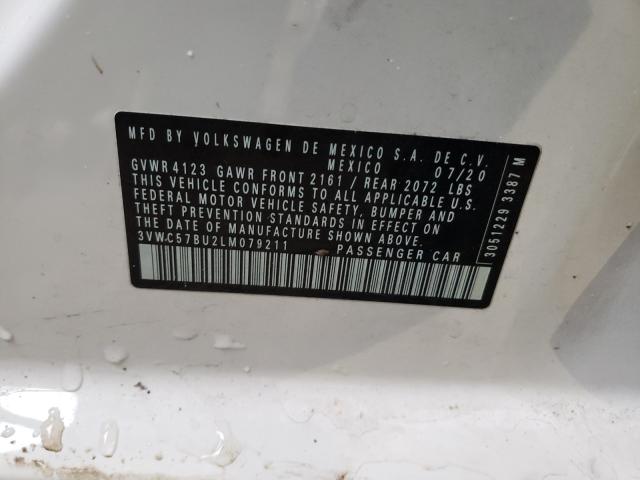 MFD BY VOLKSWAGEN DE MEXICO S.A. DE C.V.
MEXICO 07/20
GVWR 4123 GAWR FRONT 2161 / REAR 2072 LBS
THIS VEHICLE CONFORMS TO ALL APPLICABLE U.S.
FEDERAL MOTOR VEHICLE SAFETY, BUMPER AND
THEFT PREVENTION STANDARDS IN EFFECT ON
THE DATE OF MANUFACTURE SHOWN ABOVE.
3VWC57BU2LM079211 PASSENGER CAR
3051229 3387 M